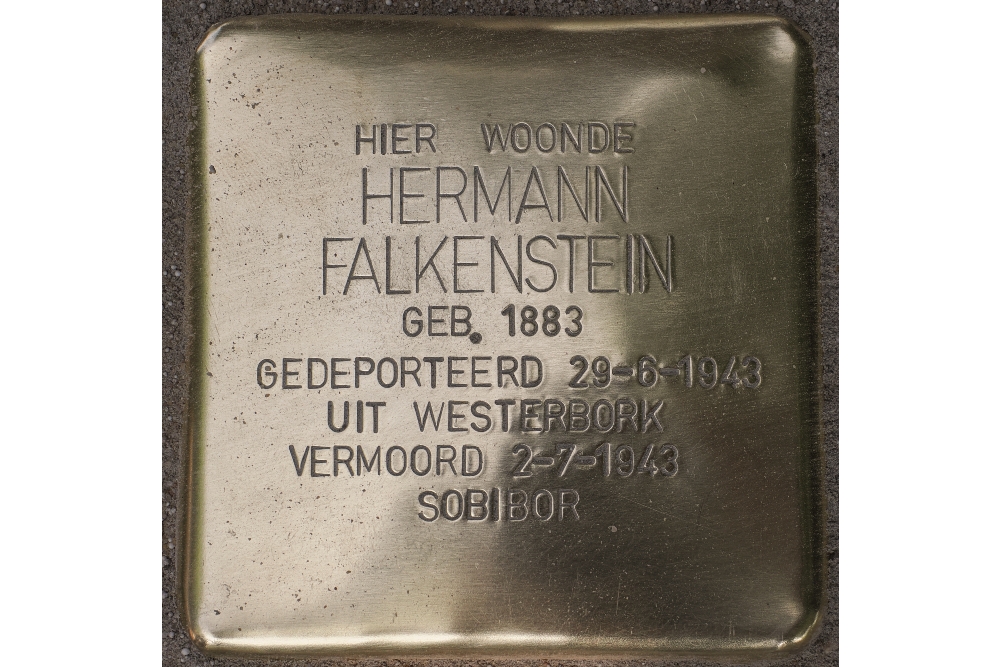 HIER WOONDE
HERMANN
FALKENSTEIN
GEB. 1883
GEDEPORTEERD 29-6-1943
UIT WESTERBORK
VERMOORD 2-7-1943
SOBIBOR